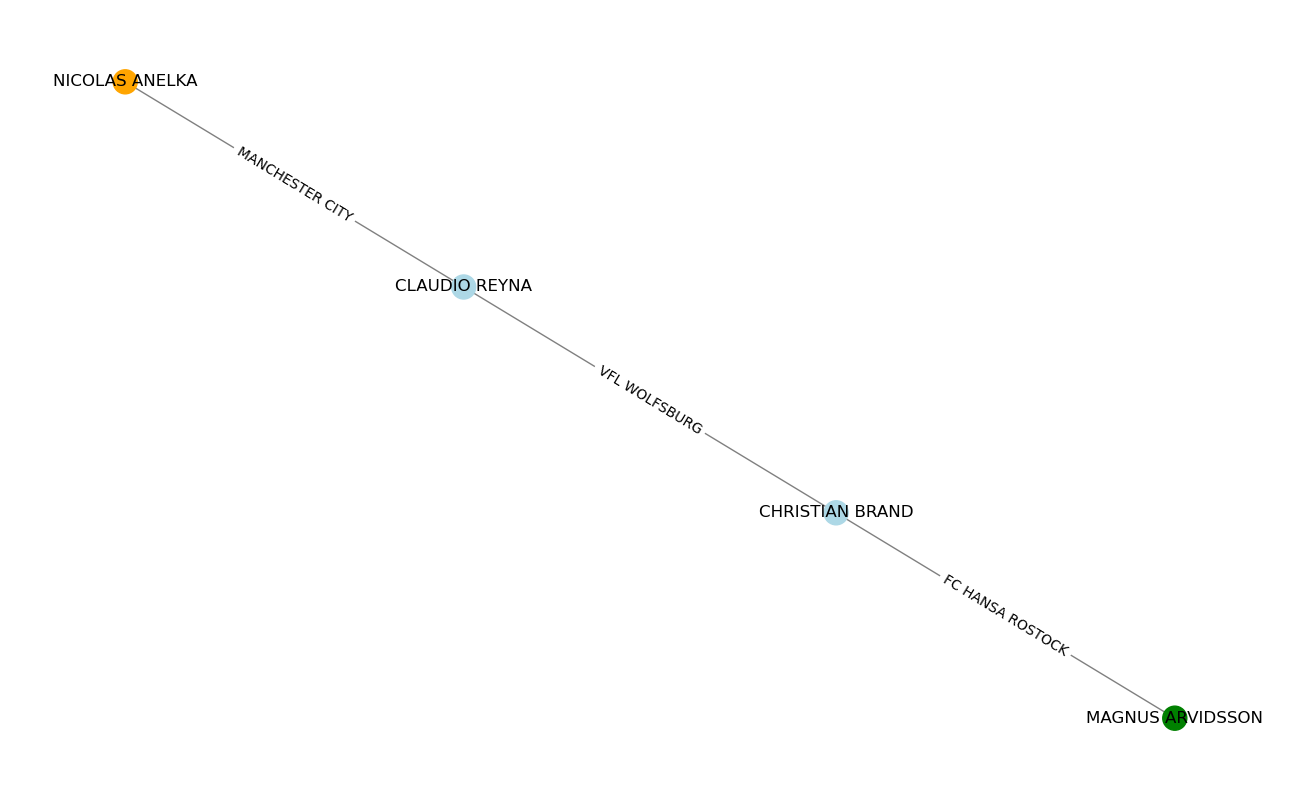 NICOLAS ANELKA
MANCHESTER CITY
CLAUDIO REYNA
VFL WOLFSBURG
CHRISTIAN BRAND
FC HANSA ROSTOCK
MAGNUS ARVIDSSON